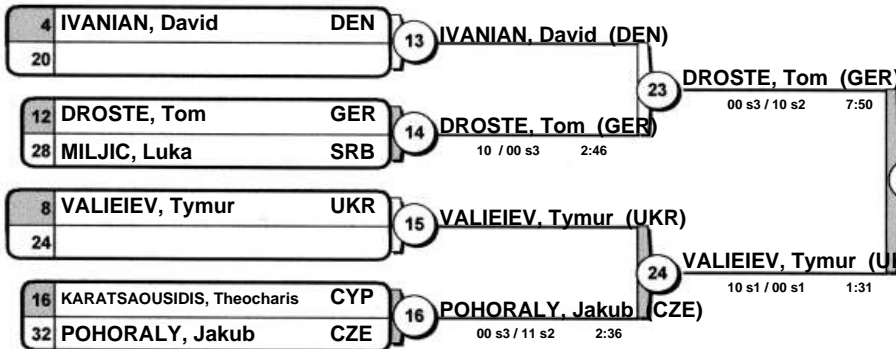 4 IVANIAN, David DEN
20
13 IVANIAN, David (DEN)
12 DROSTE, Tom GER
28 MILJIC, Luka SRB
14 DROSTE, Tom (GER)
10 / 00 s3 2:46
23 DROSTE, Tom (GER)
00 s3 / 10 s2 7:50
8 VALIEIEV, Tymur UKR
24
15 VALIEIEV, Tymur (UKR)
16 KARATSAOUSIDIS, Theocharis CYP
32 POHORALY, Jakub CZE
16 POHORALY, Jakub (CZE)
00 s3 / 11 s2 2:36
24 VALIEIEV, Tymur (U
10 s1 / 00 s1 1:31